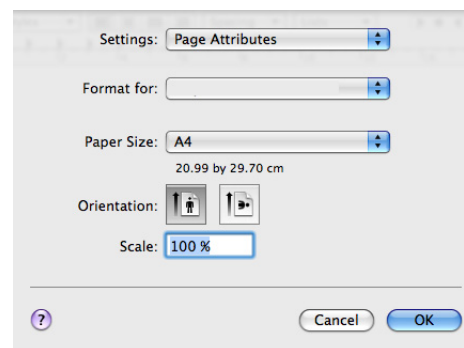 Settings: Page Attributes
Format for:
Paper Size: A4
20.99 by 29.70 cm
Orientation:
Scale: 100 %
? Cancel OK